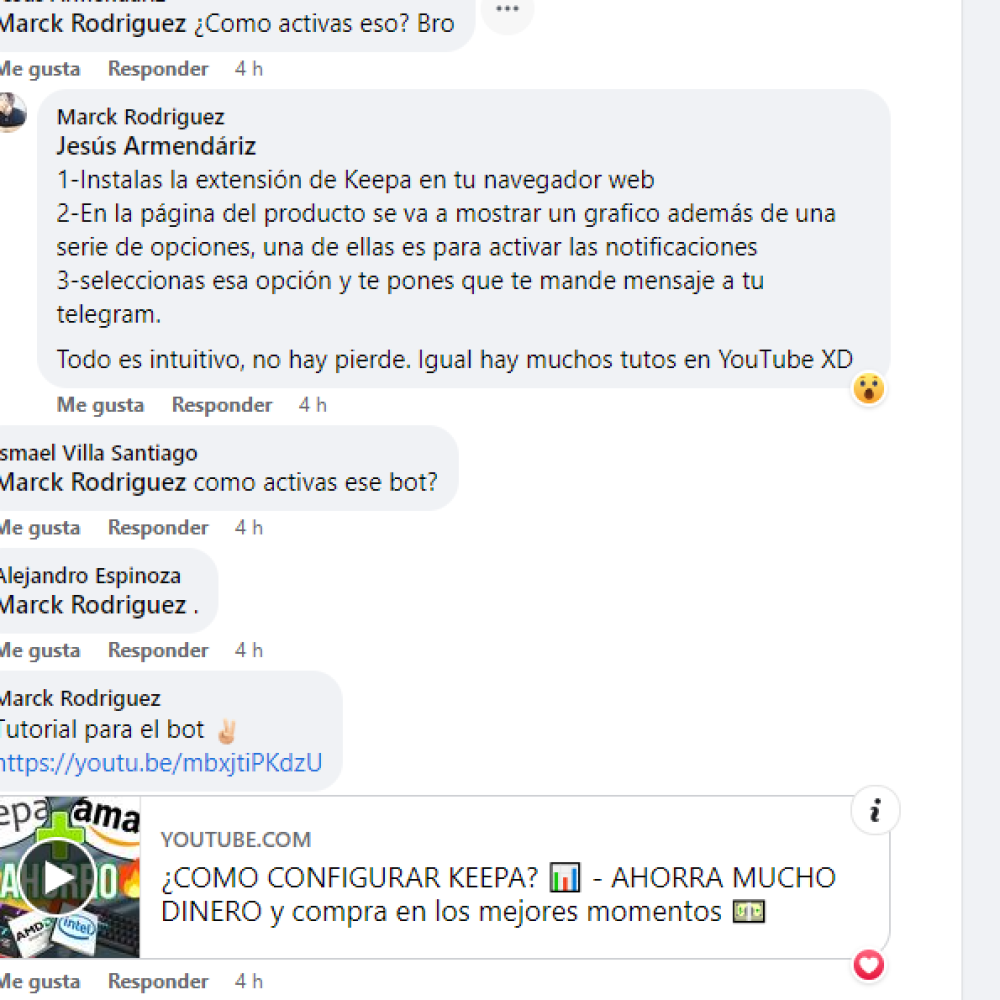 Marck Rodriguez ¿Como activas eso? Bro
Me gusta Responder 4 h
Marck Rodriguez
Jesús Armendáriz
1-Instalas la extensión de Keepa en tu navegador web
2-En la página del producto se va a mostrar un grafico además de una
serie de opciones, una de ellas es para activar las notificaciones
3-seleccionas esa opción y te pones que te mande mensaje a tu
telegram.
Todo es intuitivo, no hay pierde. Igual hay muchos tutos en YouTube XD
Me gusta Responder 4 h
Ismael Villa Santiago
Marck Rodriguez como activas ese bot?
Me gusta Responder 4 h
Alejandro Espinoza
Marck Rodriguez .
Me gusta Responder 4 h
Marck Rodriguez
Tutorial para el bot ✌🏻
https://youtu.be/mbxjtiPKdzU
epa ama
AHORRO
AMD intel
YOUTUBE.COM
¿COMO CONFIGURAR KEEPA? 📊 - AHORRA MUCHO
DINERO y compra en los mejores momentos 💵
Me gusta Responder 4 h